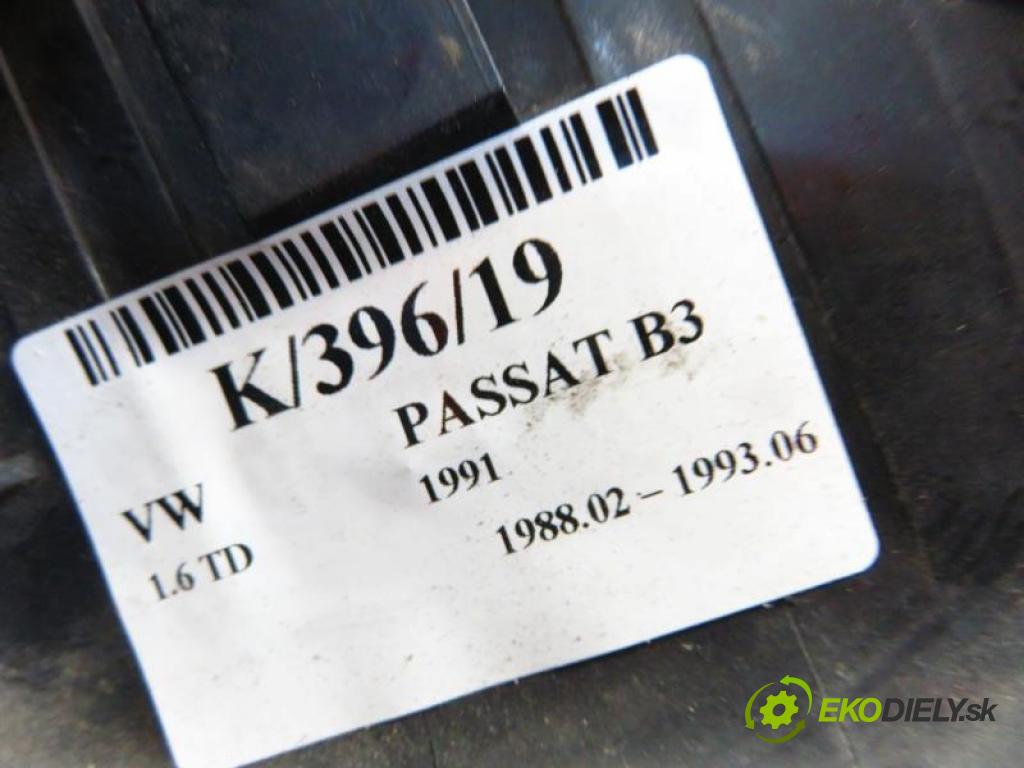 K/396/19
VW PASSAT B3
1.6 TD 1991
1988.02 – 1993.06
EKODIELY.sk